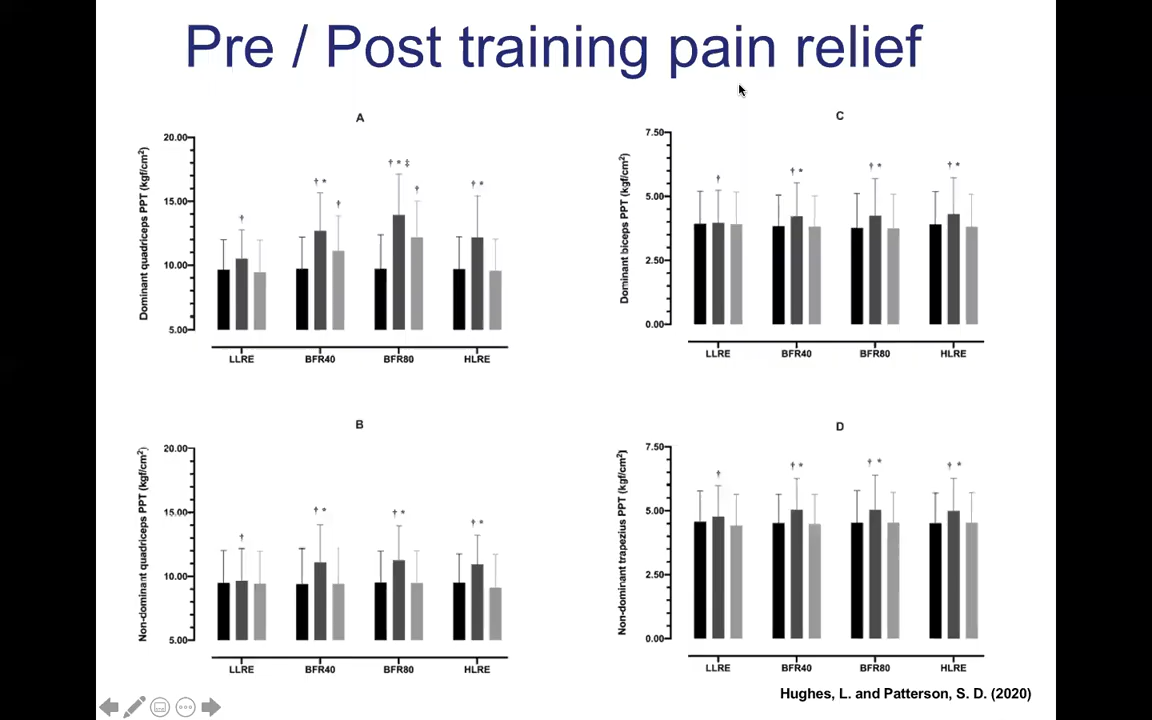 Pre / Post training pain relief
A
Dominant quadriceps PPT (kgf/cm²)
20.00
15.00
10.00
5.00
†
† *
†
† * ‡
†
† *
LLRE BFR40 BFR80 HLRE
C
Dominant biceps PPT (kgf/cm²)
7.50
5.00
2.50
0.00
†
† *
† *
† *
LLRE BFR40 BFR80 HLRE
B
Non-dominant quadriceps PPT (kgf/cm²)
20.00
15.00
10.00
5.00
†
† *
† *
† *
LLRE BFR40 BFR80 HLRE
D
Non-dominant trapezius PPT (kgf/cm²)
7.50
5.00
2.50
0.00
†
† *
† *
† *
LLRE BFR40 BFR80 HLRE
Hughes, L. and Patterson, S. D. (2020)